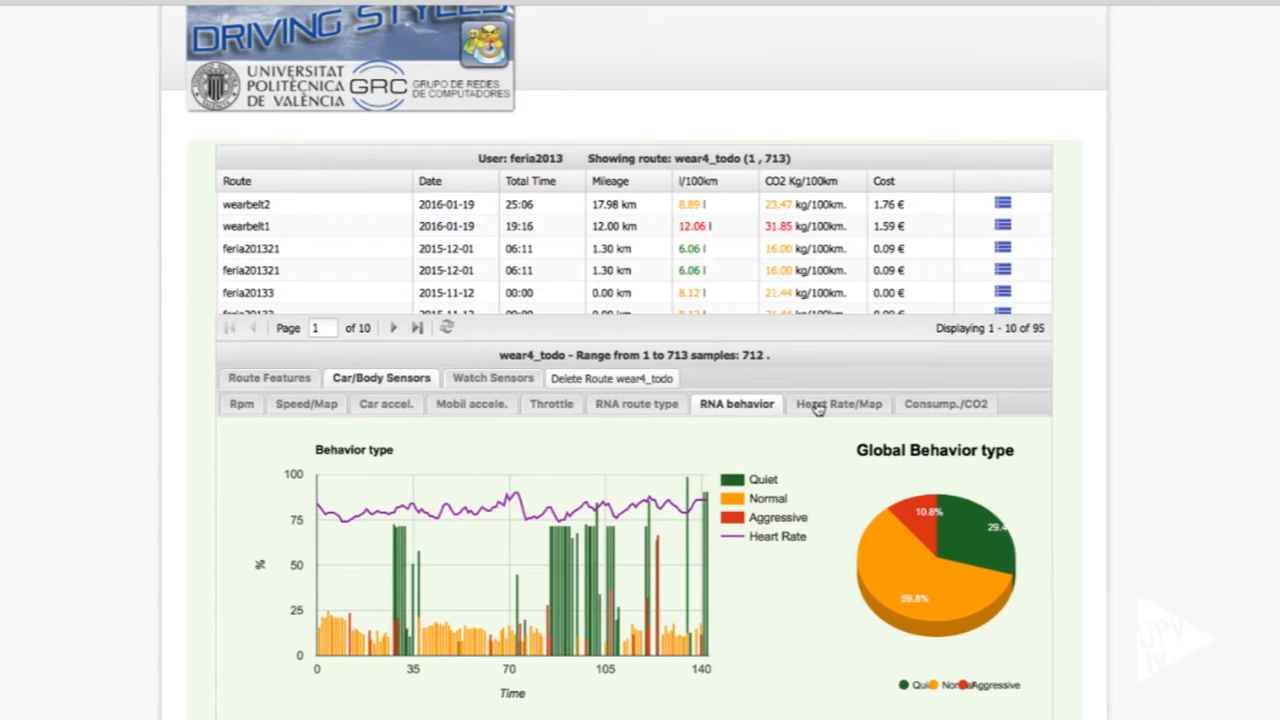 DRIVING STYLES
UNIVERSITAT
POLITÈCNICA
DE VALÈNCIA
GRC
GRUPO DE REDES
DE COMPUTADORES
User: feria2013 Showing route: wear4_todo (1 , 713)
Route Date Total Time Mileage l/100km CO2 Kg/100km Cost
wearbelt2 2016-01-19 25:06 17.98 km 8.89 l 23.47 kg/100km. 1.76 €
wearbelt1 2016-01-19 19:16 12.00 km 12.06 l 31.85 kg/100km. 1.59 €
feria201321 2015-12-01 06:11 1.30 km 6.06 l 16.00 kg/100km. 0.09 €
feria201321 2015-12-01 06:11 1.30 km 6.06 l 16.00 kg/100km. 0.09 €
feria20133 2015-11-12 00:00 0.00 km 8.12 l 21.44 kg/100km. 0.00 €
Page 1 of 10 Displaying 1 - 10 of 95
wear4_todo - Range from 1 to 713 samples: 712 .
Route Features Car/Body Sensors Watch Sensors Delete Route wear4_todo
Rpm Speed/Map Car accel. Mobil accele. Throttle RNA route type RNA behavior Heart Rate/Map Consump./CO2
Behavior type
100
75
50
25
0
%
0 35 70 105 140
Time
Quiet
Normal
Aggressive
Heart Rate
Global Behavior type
10.8%
29.4
59.8%
Qui Nor Aggressive
UPV
tv